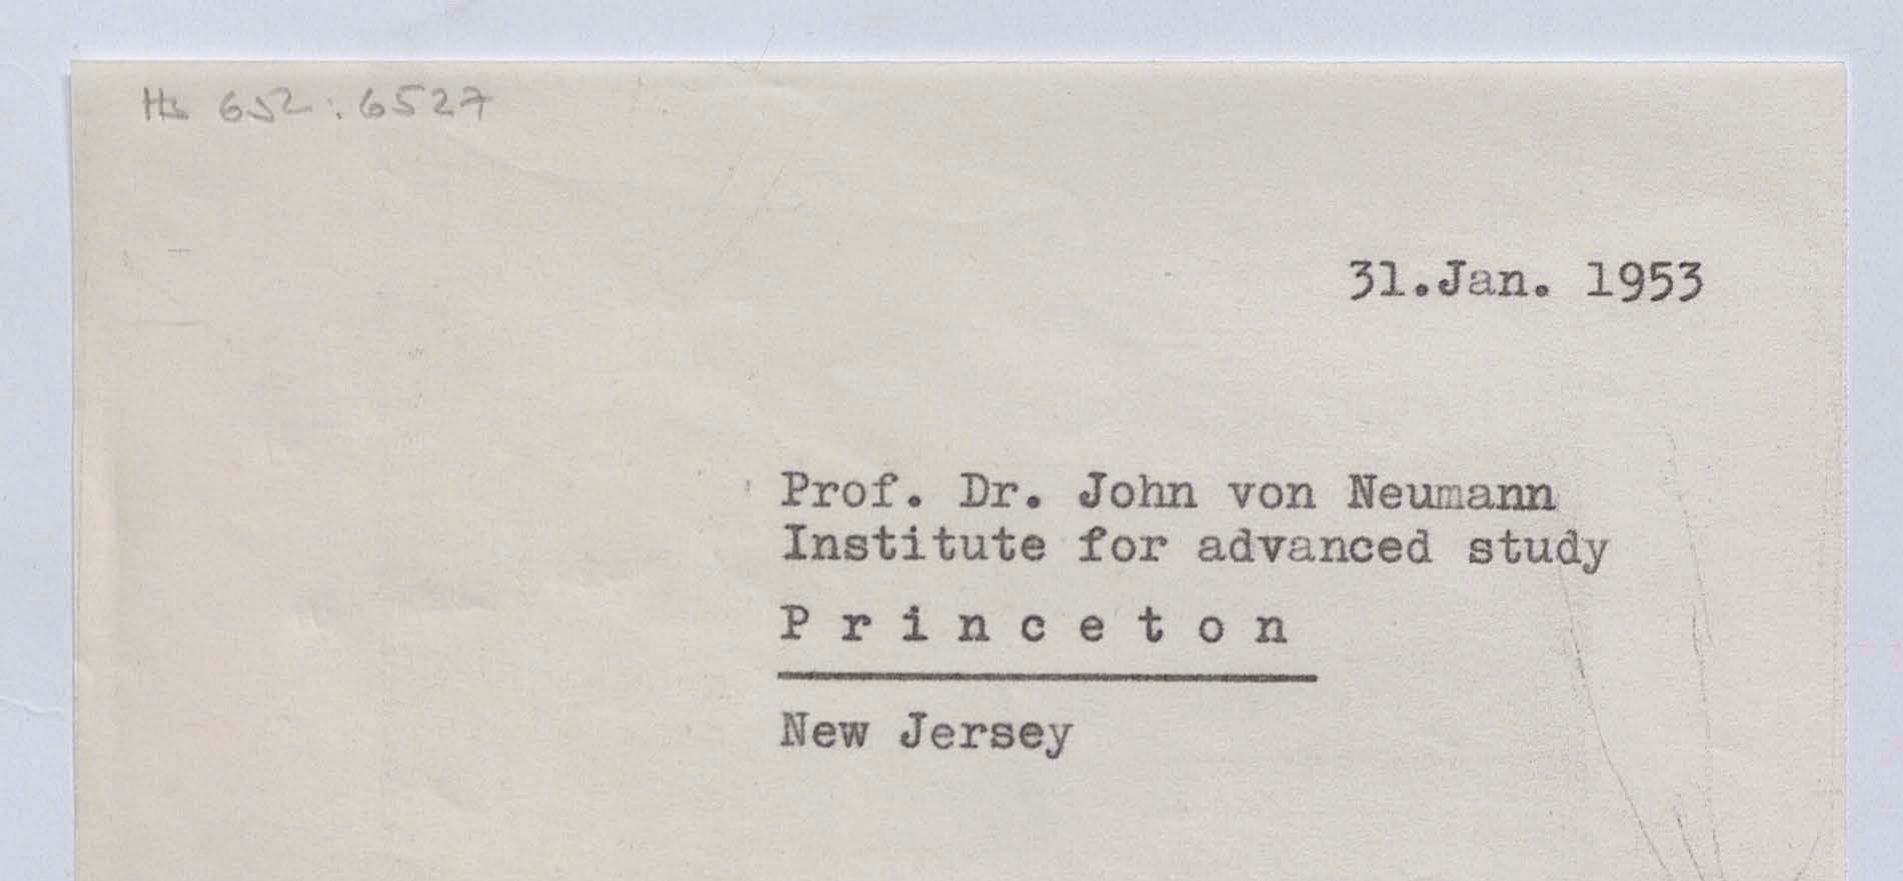 Hs 652:6527
31.Jan. 1953
Prof. Dr. John von Neumann
Institute for advanced study
P r i n c e t o n
New Jersey